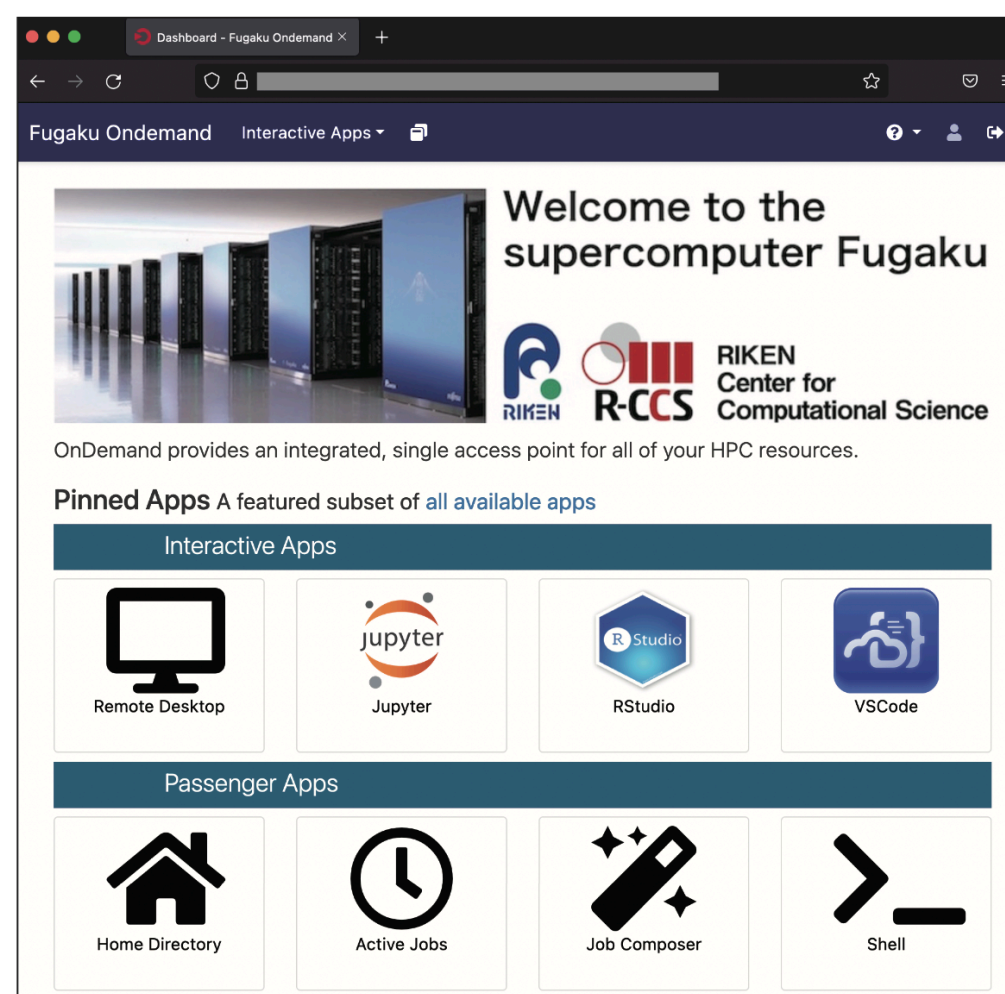 Dashboard - Fugaku Ondemand
Fugaku Ondemand Interactive Apps
Welcome to the
supercomputer Fugaku
RIKEN
R-CCS
RIKEN
Center for
Computational Science
OnDemand provides an integrated, single access point for all of your HPC resources.
Pinned Apps A featured subset of all available apps
Interactive Apps
jupyter
R Studio
Remote Desktop
Jupyter
RStudio
VSCode
Passenger Apps
Home Directory
Active Jobs
Job Composer
Shell